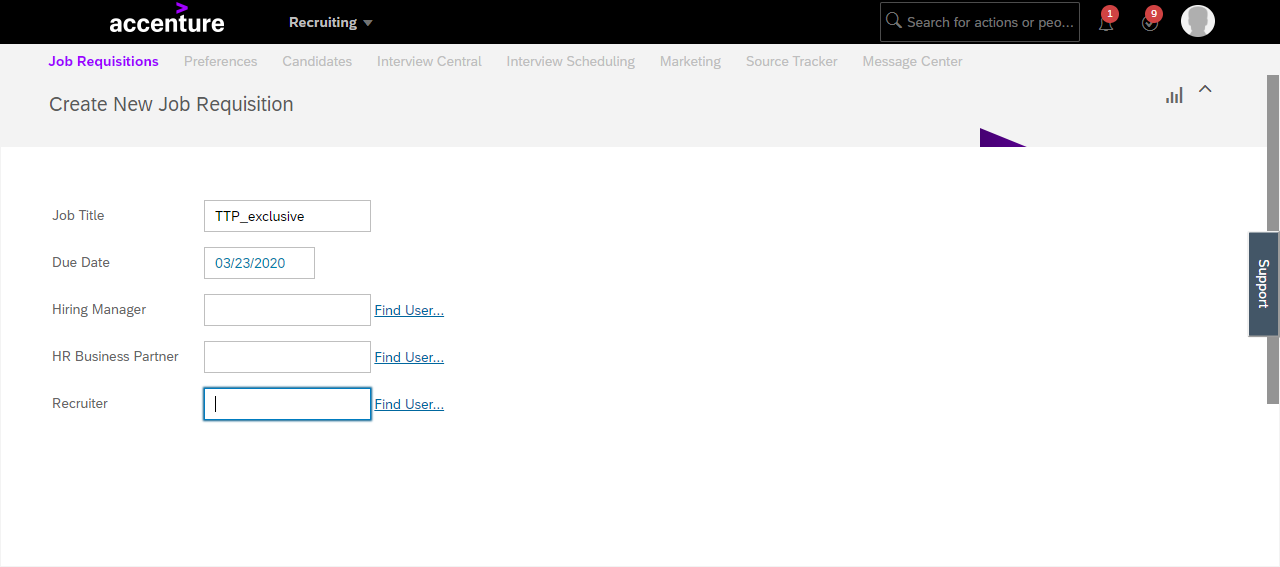 accenture
Recruiting
Search for actions or peo...
1
9
Job Requisitions Preferences Candidates Interview Central Interview Scheduling Marketing Source Tracker Message Center
Create New Job Requisition
Job Title TTP_exclusive
Due Date 03/23/2020
Hiring Manager Find User...
HR Business Partner Find User...
Recruiter Find User...
Support